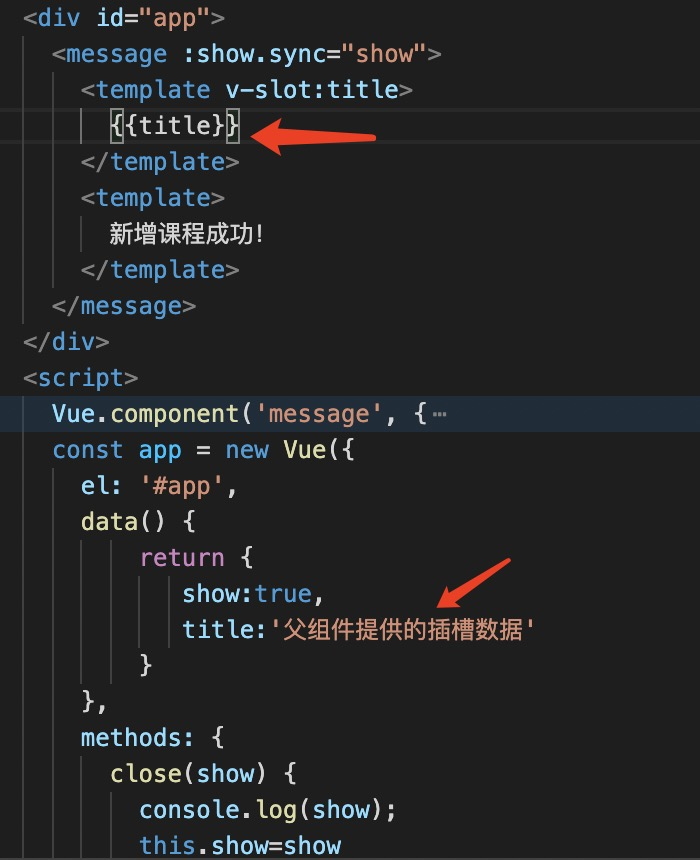 <div id="app">
<message :show.sync="show">
<template v-slot:title>
{{title}}
</template>
<template>
新增课程成功!
</template>
</message>
</div>
<script>
Vue.component('message', { ⋯
const app = new Vue({
el: '#app',
data() {
return {
show:true,
title:'父组件提供的插槽数据'
}
},
methods: {
close(show) {
console.log(show);
this.show=show